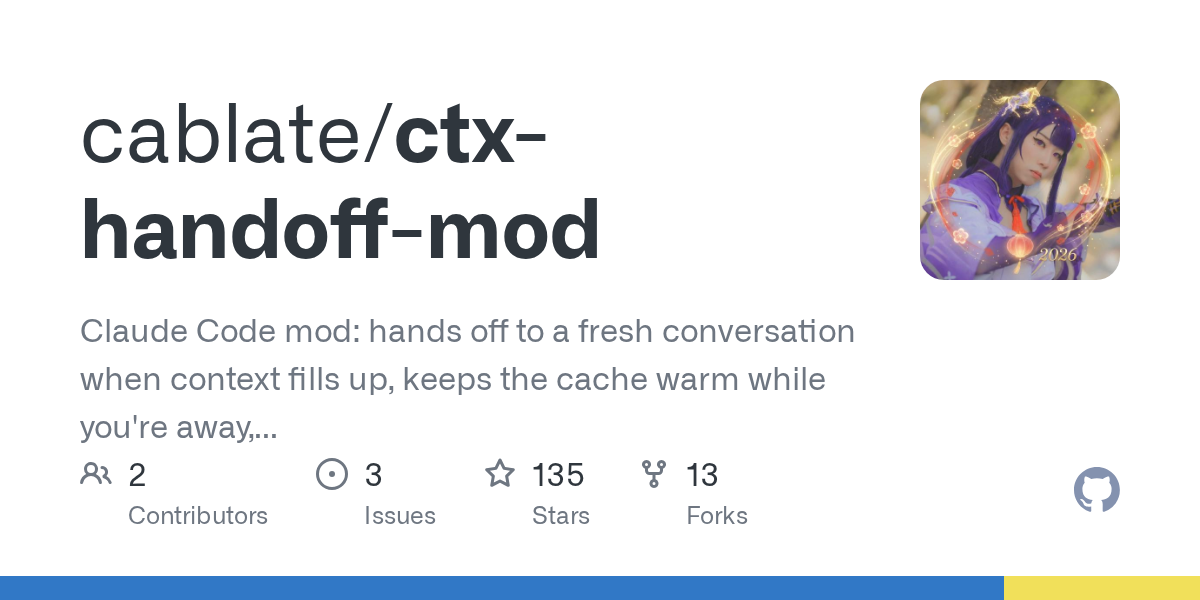 cablate/ctx-
handoff-mod
Claude Code mod: hands off to a fresh conversation
when context fills up, keeps the cache warm while
you're away,...
2 3 135 13
Contributors Issues Stars Forks
2026